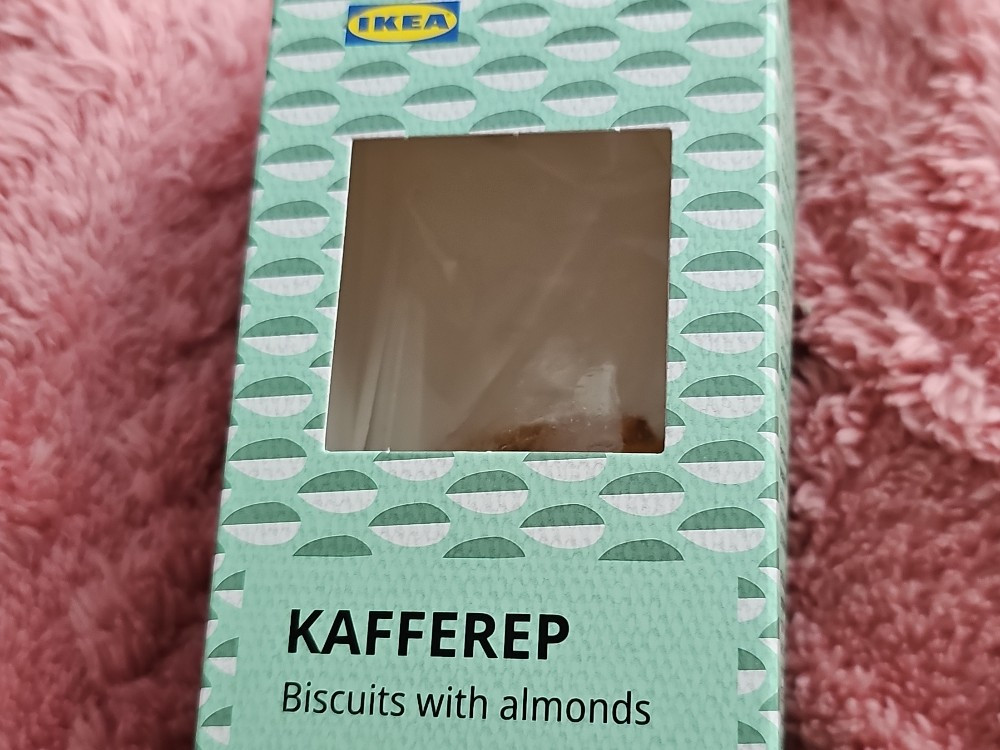 IKEA
KAFFEREP
Biscuits with almonds